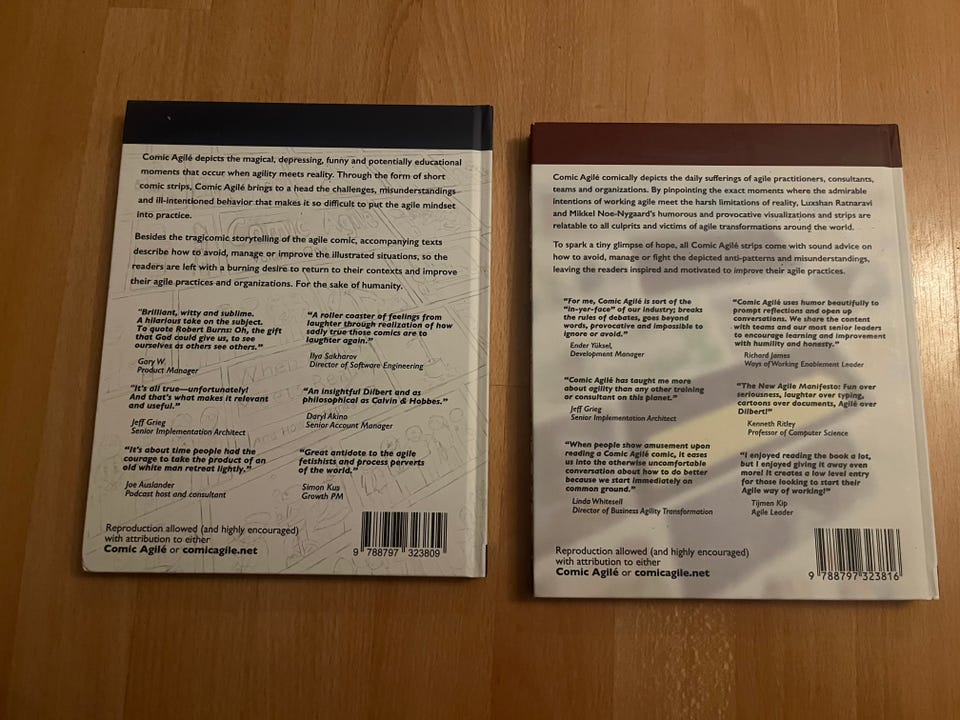 Comic Agilé depicts the magical, depressing, funny and potentially educational
moments that occur when agility meets reality. Through the form of short
comic strips, Comic Agilé brings to a head the challenges, misunderstandings
and ill-intentioned behavior that makes it so difficult to put the agile mindset
into practice.
Besides the tragicomic storytelling of the agile comic, accompanying texts
describe how to avoid, manage or improve the illustrated situations, so the
readers are left with a burning desire to return to their contexts and improve
their agile practices and organizations. For the sake of humanity.
"Brilliant, witty and sublime.
A hilarious take on the subject.
To quote Robert Burns: Oh, the gift
that God could give us, to see
ourselves as others see others."
Gary W.
Product Manager
"It's all true—unfortunately!
And that's what makes it relevant
and useful."
Jeff Grieg
Senior Implementation Architect
"It's about time people had the
courage to take the product of an
old white man retreat lightly."
Joe Auslander
Podcast host and consultant
"A roller coaster of feelings from
laughter through realization of how
sadly true those comics are to
laughter again."
Ilya Sakharov
Director of Software Engineering
"An insightful Dilbert and as
philosophical as Calvin & Hobbes."
Daryl Akino
Senior Account Manager
"Great antidote to the agile
fetishists and process perverts
of the world."
Simon Kus
Growth PM
Reproduction allowed (and highly encouraged)
with attribution to either
Comic Agilé or comicagile.net
9 788797 323809
Comic Agilé comically depicts the daily sufferings of agile practitioners, consultants,
teams and organizations. By pinpointing the exact moments where the admirable
intentions of working agile meet the harsh limitations of reality, Luxshan Ratnaravi
and Mikkel Noe-Nygaard's humorous and provocative visualizations and strips are
relatable to all culprits and victims of agile transformations around the world.
To spark a tiny glimpse of hope, all Comic Agilé strips come with sound advice on
how to avoid, manage or fight the depicted anti-patterns and misunderstandings,
leaving the readers inspired and motivated to improve their agile practices.
"For me, Comic Agilé is sort of the
"in-yer-face" of our industry; breaks
the rules of debates, goes beyond
words, provocative and impossible to
ignore or avoid."
Ender Yüksel,
Development Manager
"Comic Agilé has taught me more
about agility than any other training
or consultant on this planet."
Jeff Grieg
Senior Implementation Architect
"When people show amusement upon
reading a Comic Agilé comic, it eases
us into the otherwise uncomfortable
conversation about how to do better
because we start immediately on
common ground."
Linda Whitesell
Director of Business Agility Transformation
"Comic Agilé uses humor beautifully to
prompt reflections and open up
conversations. We share the content
with teams and our most senior leaders
to encourage learning and improvement
with humility and honesty."
Richard James
Ways of Working Enablement Leader
"The New Agile Manifesto: Fun over
seriousness, laughter over typing,
cartoons over documents, Agilé over
Dilbert!"
Kenneth Ritley
Professor of Computer Science
"I enjoyed reading the book a lot,
but I enjoyed giving it away even
more! It creates a low level entry
for those looking to start their
Agile way of working!"
Tijmen Kip
Agile Leader
Reproduction allowed (and highly encouraged)
with attribution to either
Comic Agilé or comicagile.net
9 788797 323816